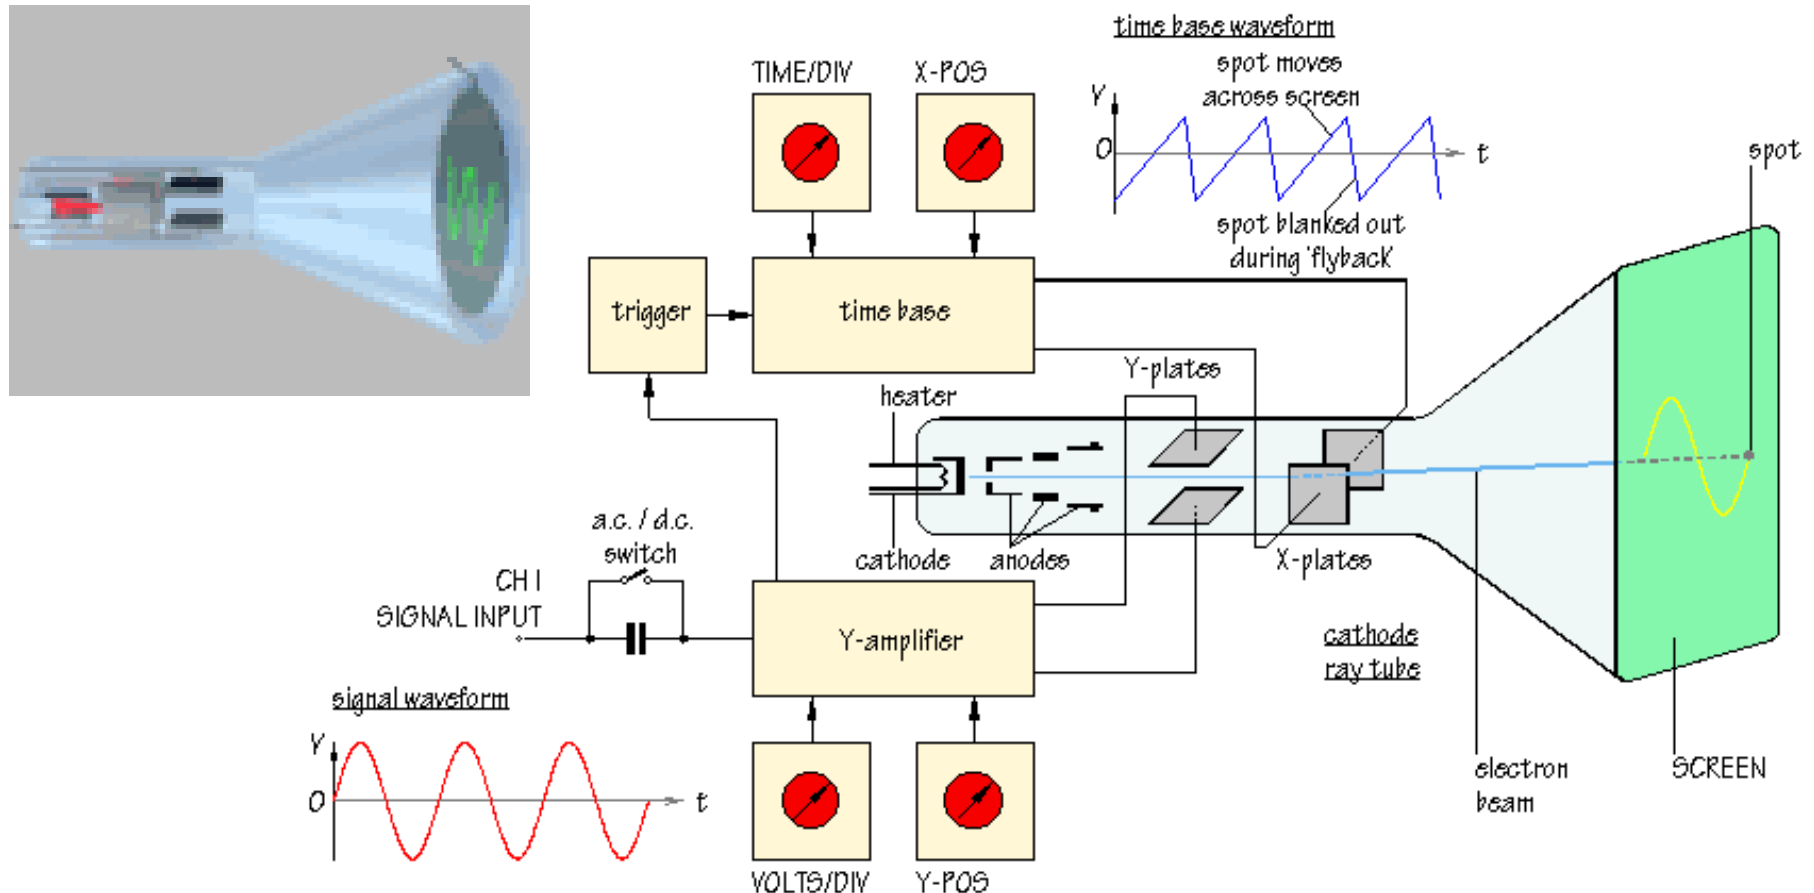 time base waveform
spot moves
across screen
V
0
t
spot blanked out
during 'flyback'
TIME/DIV
X-POS
spot
trigger
time base
Y-plates
heater
a.c. / d.c.
switch
cathode
anodes
X-plates
CH I
SIGNAL INPUT
Y-amplifier
cathode
ray tube
signal waveform
V
0
t
electron
beam
SCREEN
VOLTS/DIV
Y-POS